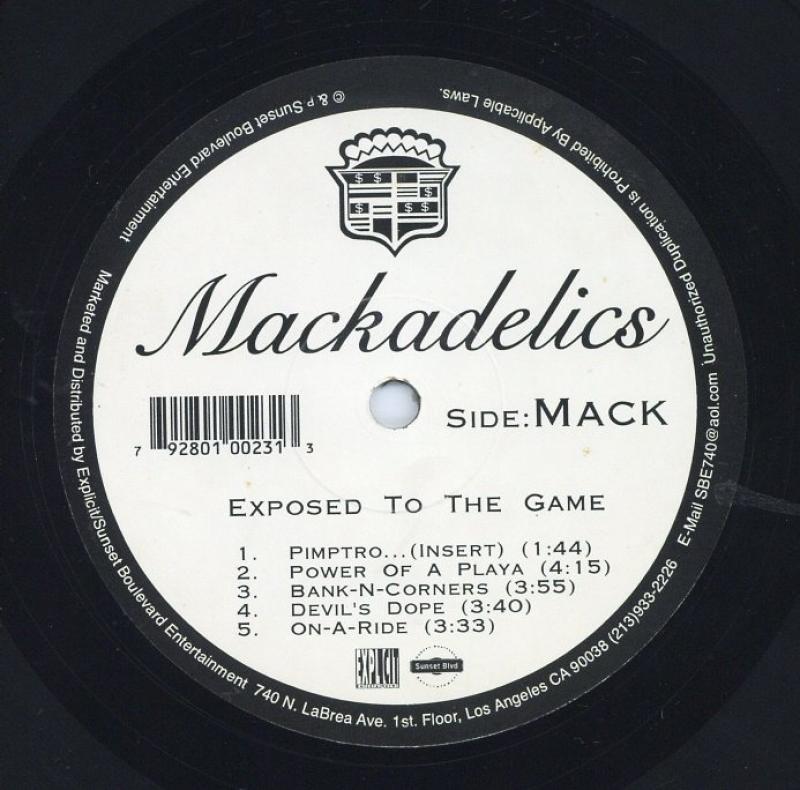 $ $
$
$ $ $
Mackadelics
SIDE: MACK
7 92801 00231 3
EXPOSED TO THE GAME
1. PIMPTRO...(INSERT) (1:44)
2. POWER OF A PLAYA (4:15)
3. BANK-N-CORNERS (3:55)
4. DEVIL'S DOPE (3:40)
5. ON-A-RIDE (3:33)
EXPLICIT
ENTERTAINMENT
Sunset Blvd
© & P Sunset Boulevard Entertainment
Marketed and Distributed by Explicit/Sunset Boulevard Entertainment 740 N. LaBrea Ave. 1st. Floor, Los Angeles CA 90038 (213)933-2226 E-Mail SBE740@aol.com Unauthorized Duplication is Prohibited By Applicable Laws.